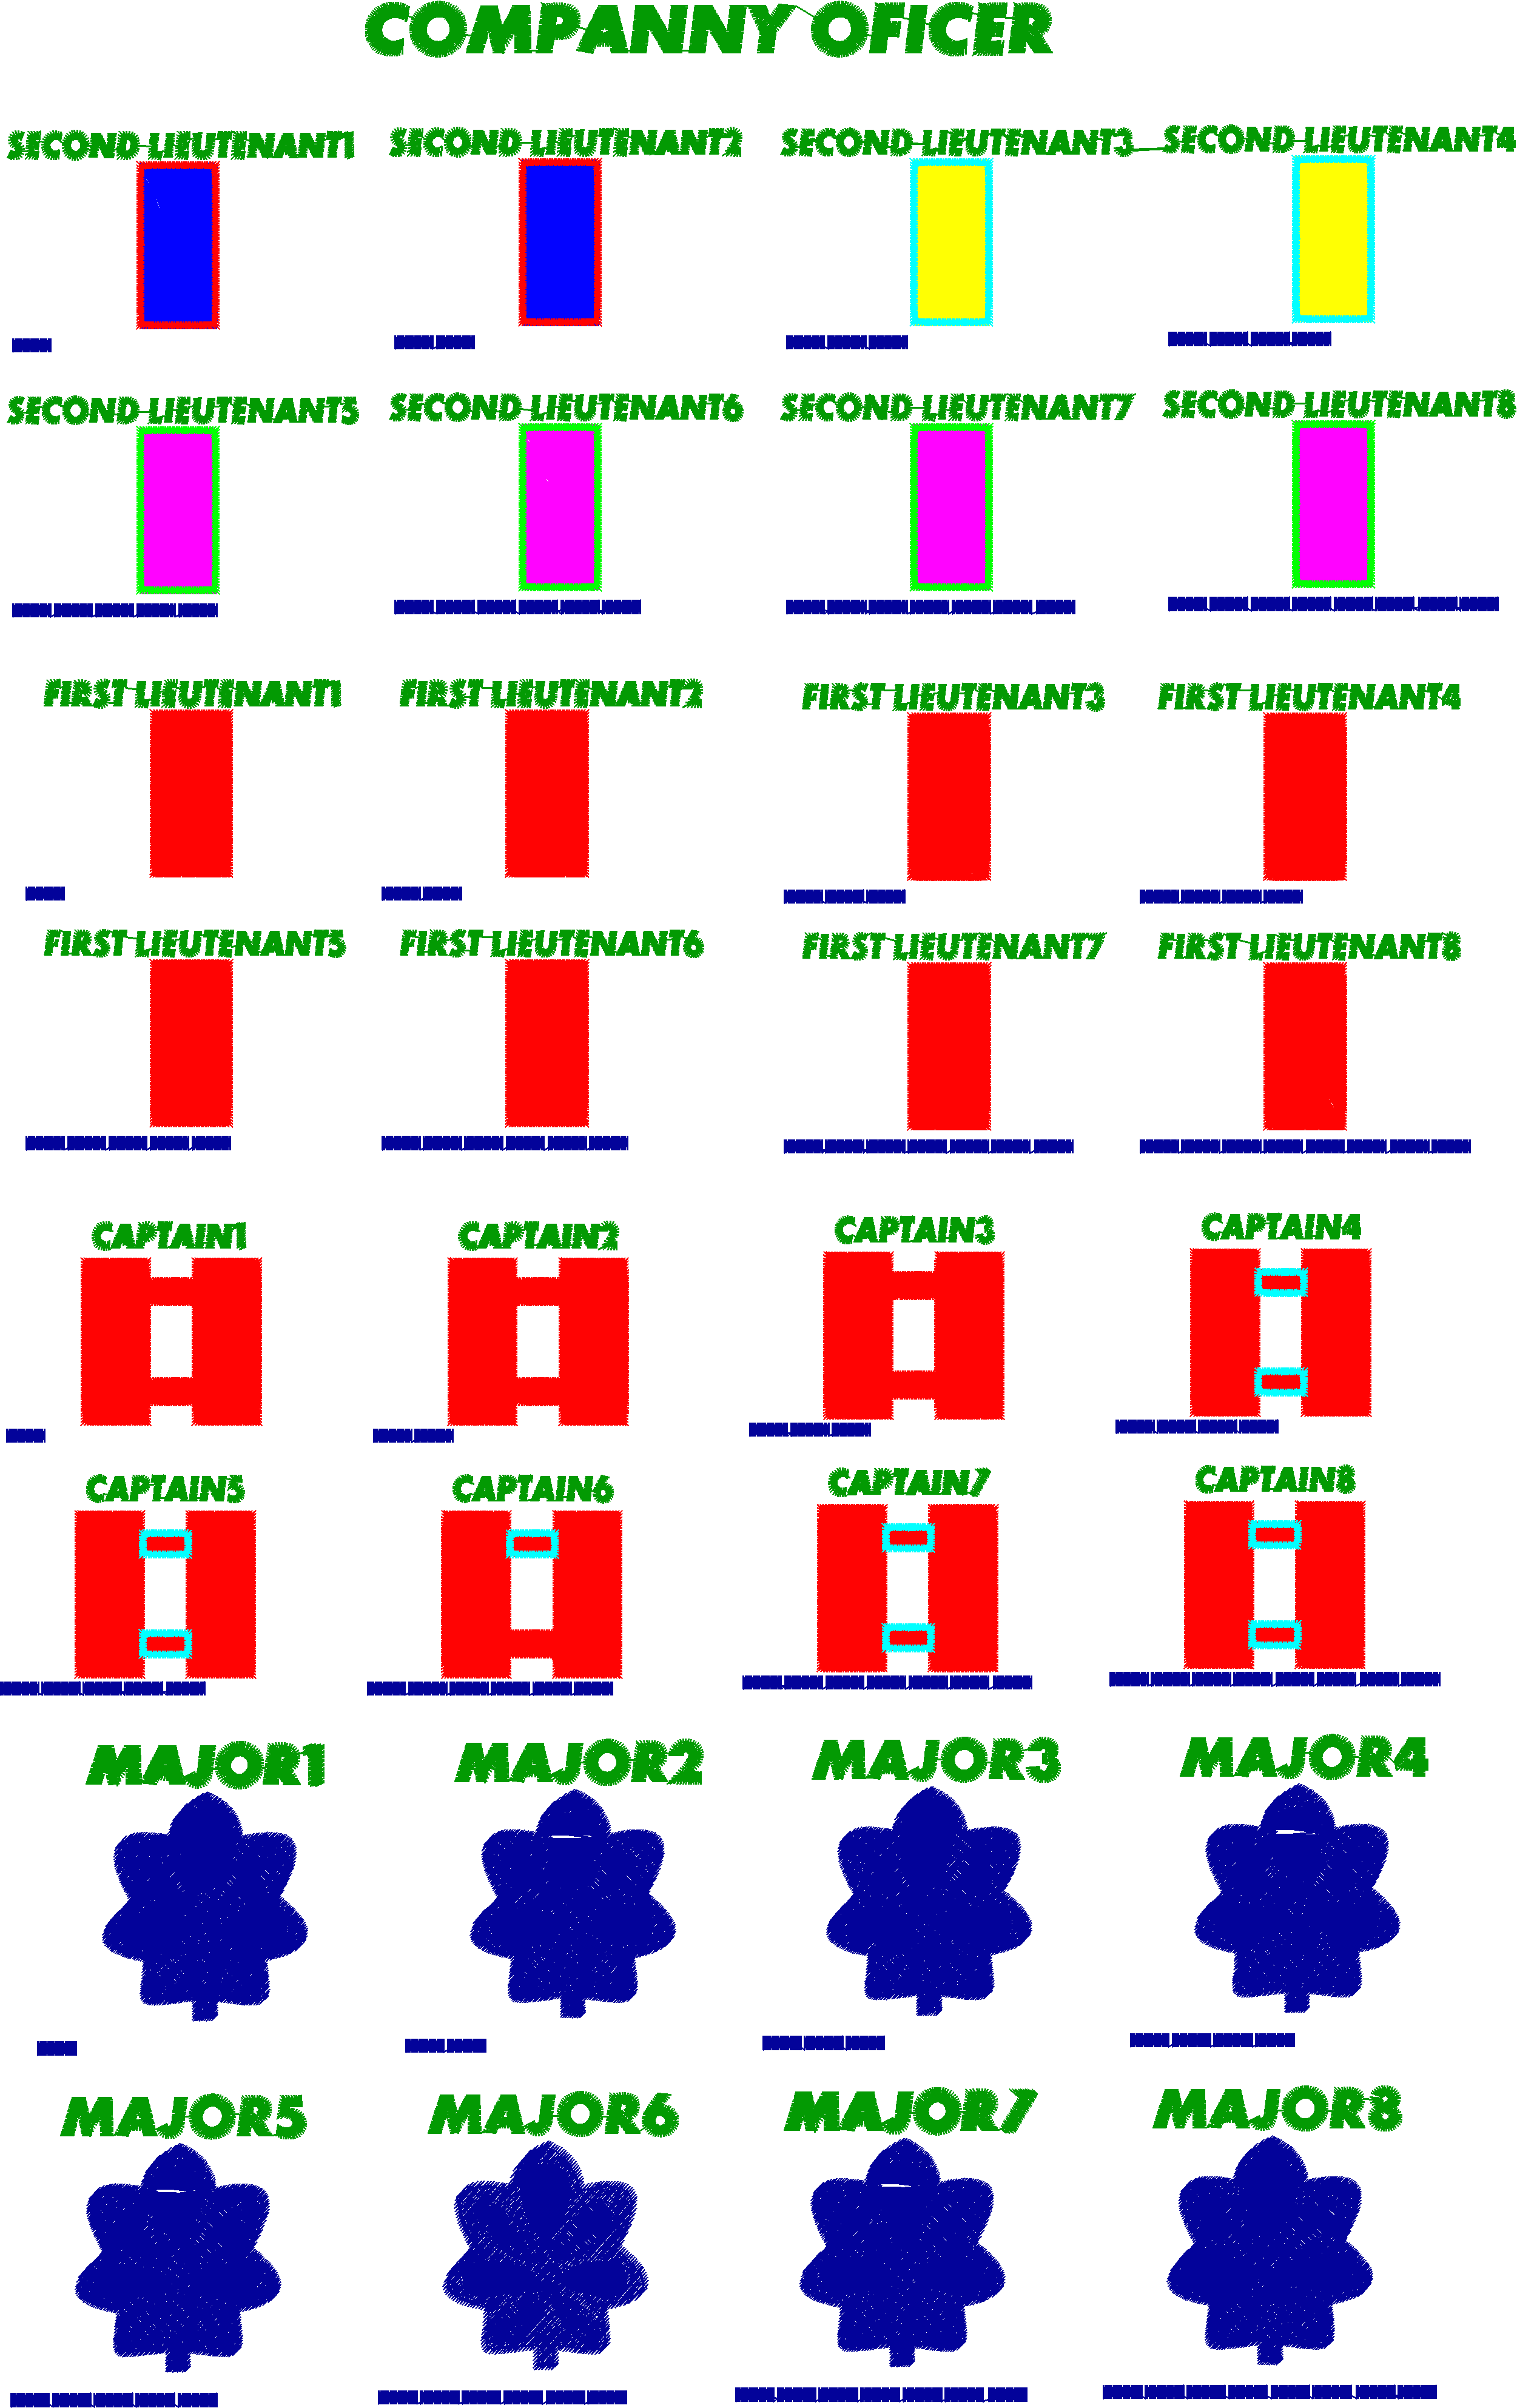 COMPANNY OFICER
SECOND LIEUTENANT1 SECOND LIEUTENANT2 SECOND LIEUTENANT3 SECOND LIEUTENANT4
SECOND LIEUTENANT5 SECOND LIEUTENANT6 SECOND LIEUTENANT7 SECOND LIEUTENANT8
FIRST LIEUTENANT1 FIRST LIEUTENANT2 FIRST LIEUTENANT3 FIRST LIEUTENANT4
FIRST LIEUTENANT5 FIRST LIEUTENANT6 FIRST LIEUTENANT7 FIRST LIEUTENANT8
CAPTAIN1 CAPTAIN2 CAPTAIN3 CAPTAIN4
CAPTAIN5 CAPTAIN6 CAPTAIN7 CAPTAIN8
MAJOR1 MAJOR2 MAJOR3 MAJOR4
MAJOR5 MAJOR6 MAJOR7 MAJOR8